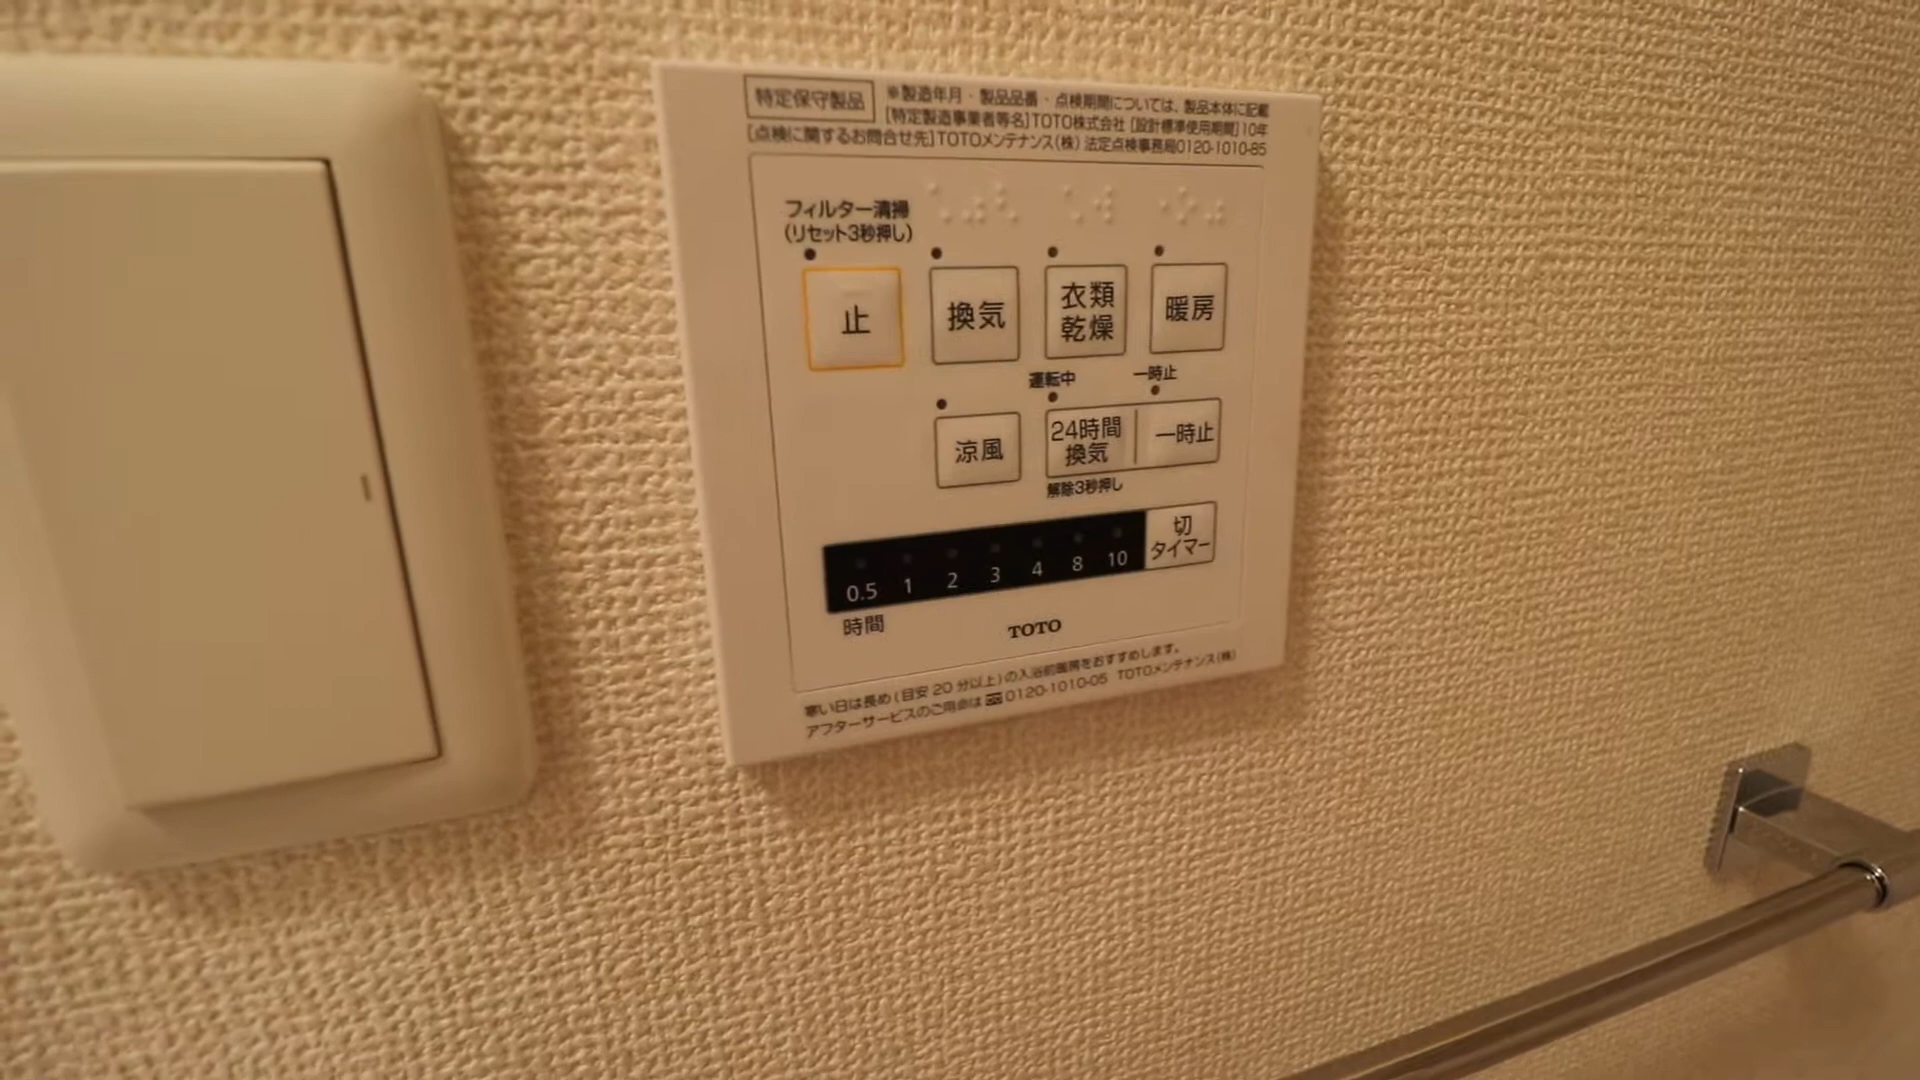 特定保守製品
※製造年月・製品品番・点検期間については、製品本体に記載
[特定製造事業者等名]TOTO株式会社 [設計標準使用期間]10年
[点検に関するお問合せ先]TOTOメンテナンス(株) 法定点検事務局0120-1010-85
フィルター清掃
(リセット3秒押し)
止
換気
衣類
乾燥
暖房
運転中
一時止
涼風
24時間
換気
一時止
解除3秒押し
0.5 1 2 3 4 8 10
切
タイマー
時間
TOTO
寒い日は長め(目安 20 分以上)の入浴前暖房をおすすめします。
アフターサービスのご用命は 0120-1010-05 TOTOメンテナンス(株)